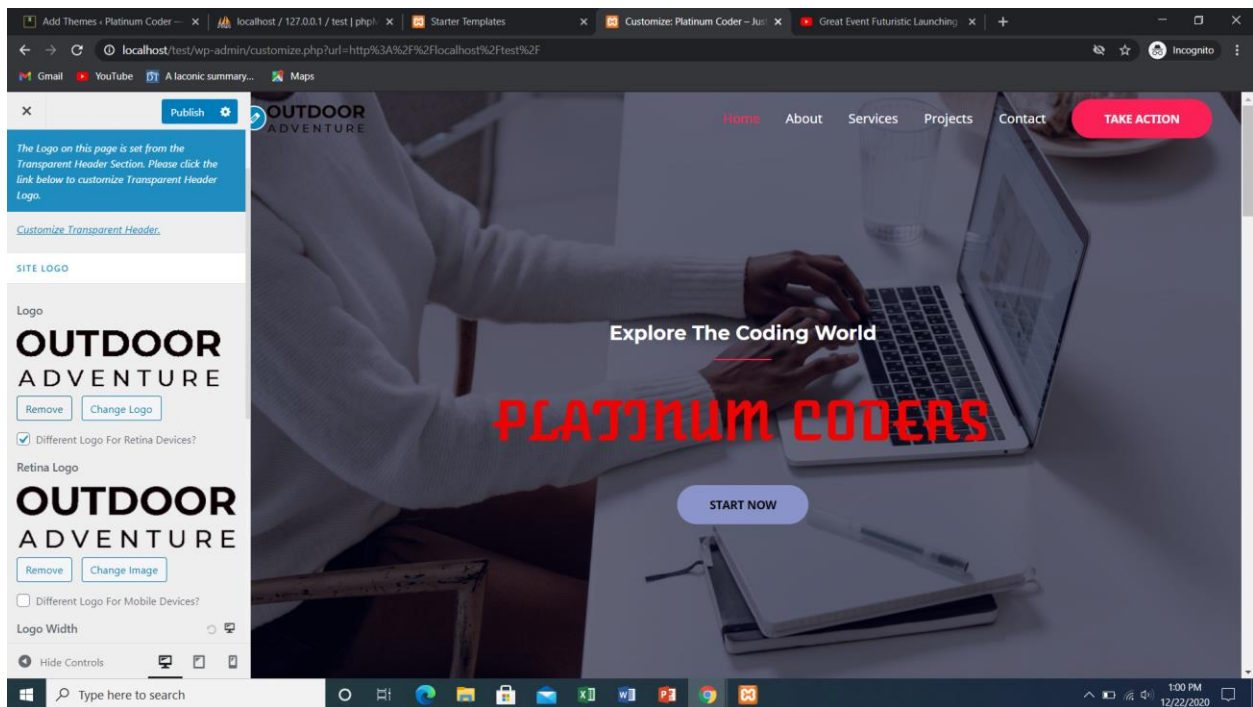 Add Themes ‹ Platinum Coder —
localhost / 127.0.0.1 / test | phpM
Starter Templates
Customize: Platinum Coder – Just
Great Event Futuristic Launching
localhost/test/wp-admin/customize.php?url=http%3A%2F%2Flocalhost%2Ftest%2F
Incognito
Gmail
YouTube
A laconic summary...
Maps
Publish
The Logo on this page is set from the
Transparent Header Section. Please click the
link below to customize Transparent Header
Logo.
Customize Transparent Header.
SITE LOGO
Logo
OUTDOOR
ADVENTURE
Remove
Change Logo
Different Logo For Retina Devices?
Retina Logo
OUTDOOR
ADVENTURE
Remove
Change Image
Different Logo For Mobile Devices?
Logo Width
Hide Controls
OUTDOOR
ADVENTURE
Home
About
Services
Projects
Contact
TAKE ACTION
Explore The Coding World
PLATINUM CODERS
START NOW
Type here to search
1:00 PM
12/22/2020